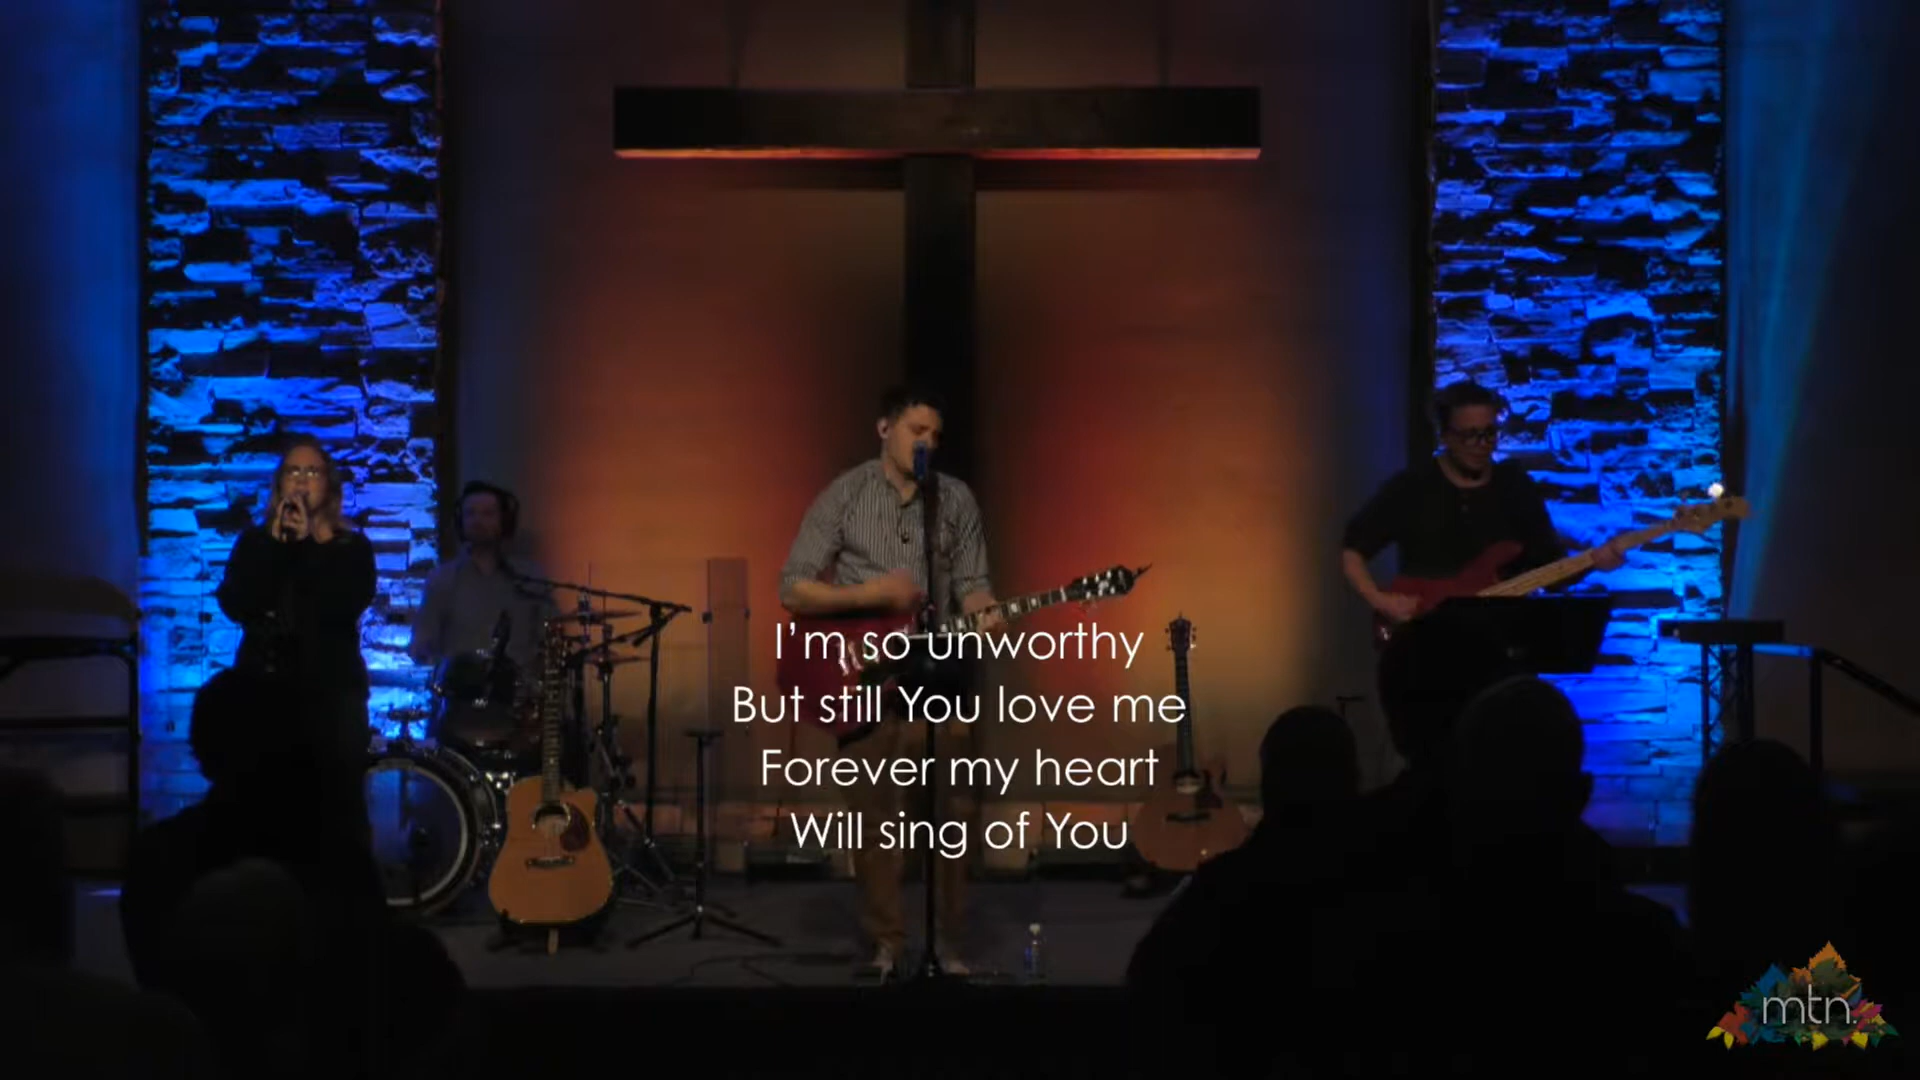 I’m so unworthy
But still You love me
Forever my heart
Will sing of You
mtn.